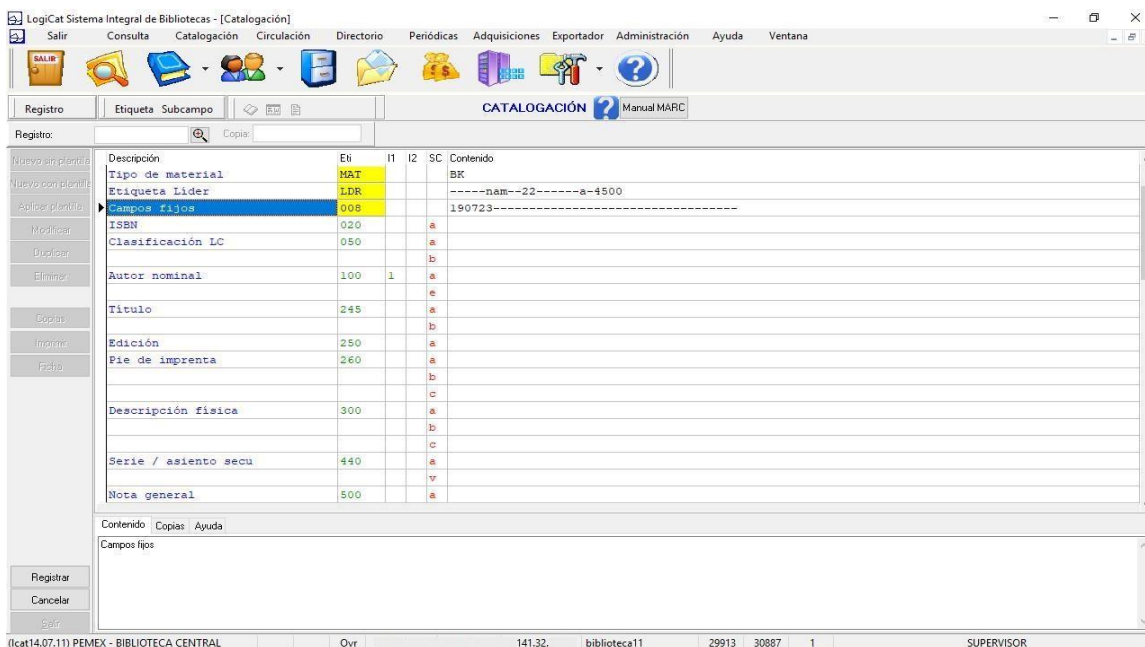 LogiCat Sistema Integral de Bibliotecas - [Catalogación]
Salir Consulta Catalogación Circulación Directorio Periódicas Adquisiciones Exportador Administración Ayuda Ventana
SALIR
Registro Etiqueta Subcampo CATALOGACIÓN Manual MARC
Registro: Copia:
Nuevo sin plantilla
Nuevo con plantilla
Aplicar plantilla
Modificar
Duplicar
Eliminar
Copias
Imprimir
Ficha
Descripción Eti I1 I2 SC Contenido
Tipo de material MAT BK
Etiqueta Líder LDR -----nam--22------a-4500
Campos fijos 008 190723----------------------------------
ISBN 020 a
Clasificación LC 050 a
b
Autor nominal 100 1 a
e
Título 245 a
b
Edición 250 a
Pie de imprenta 260 a
b
c
Descripción física 300 a
b
c
Serie / asiento secu 440 a
v
Nota general 500 a
Contenido Copias Ayuda
Campos fijos
Registrar
Cancelar
Salir
(lcat14.07.11) PEMEX - BIBLIOTECA CENTRAL Ovr 141.32. biblioteca11 29913 30887 1 SUPERVISOR